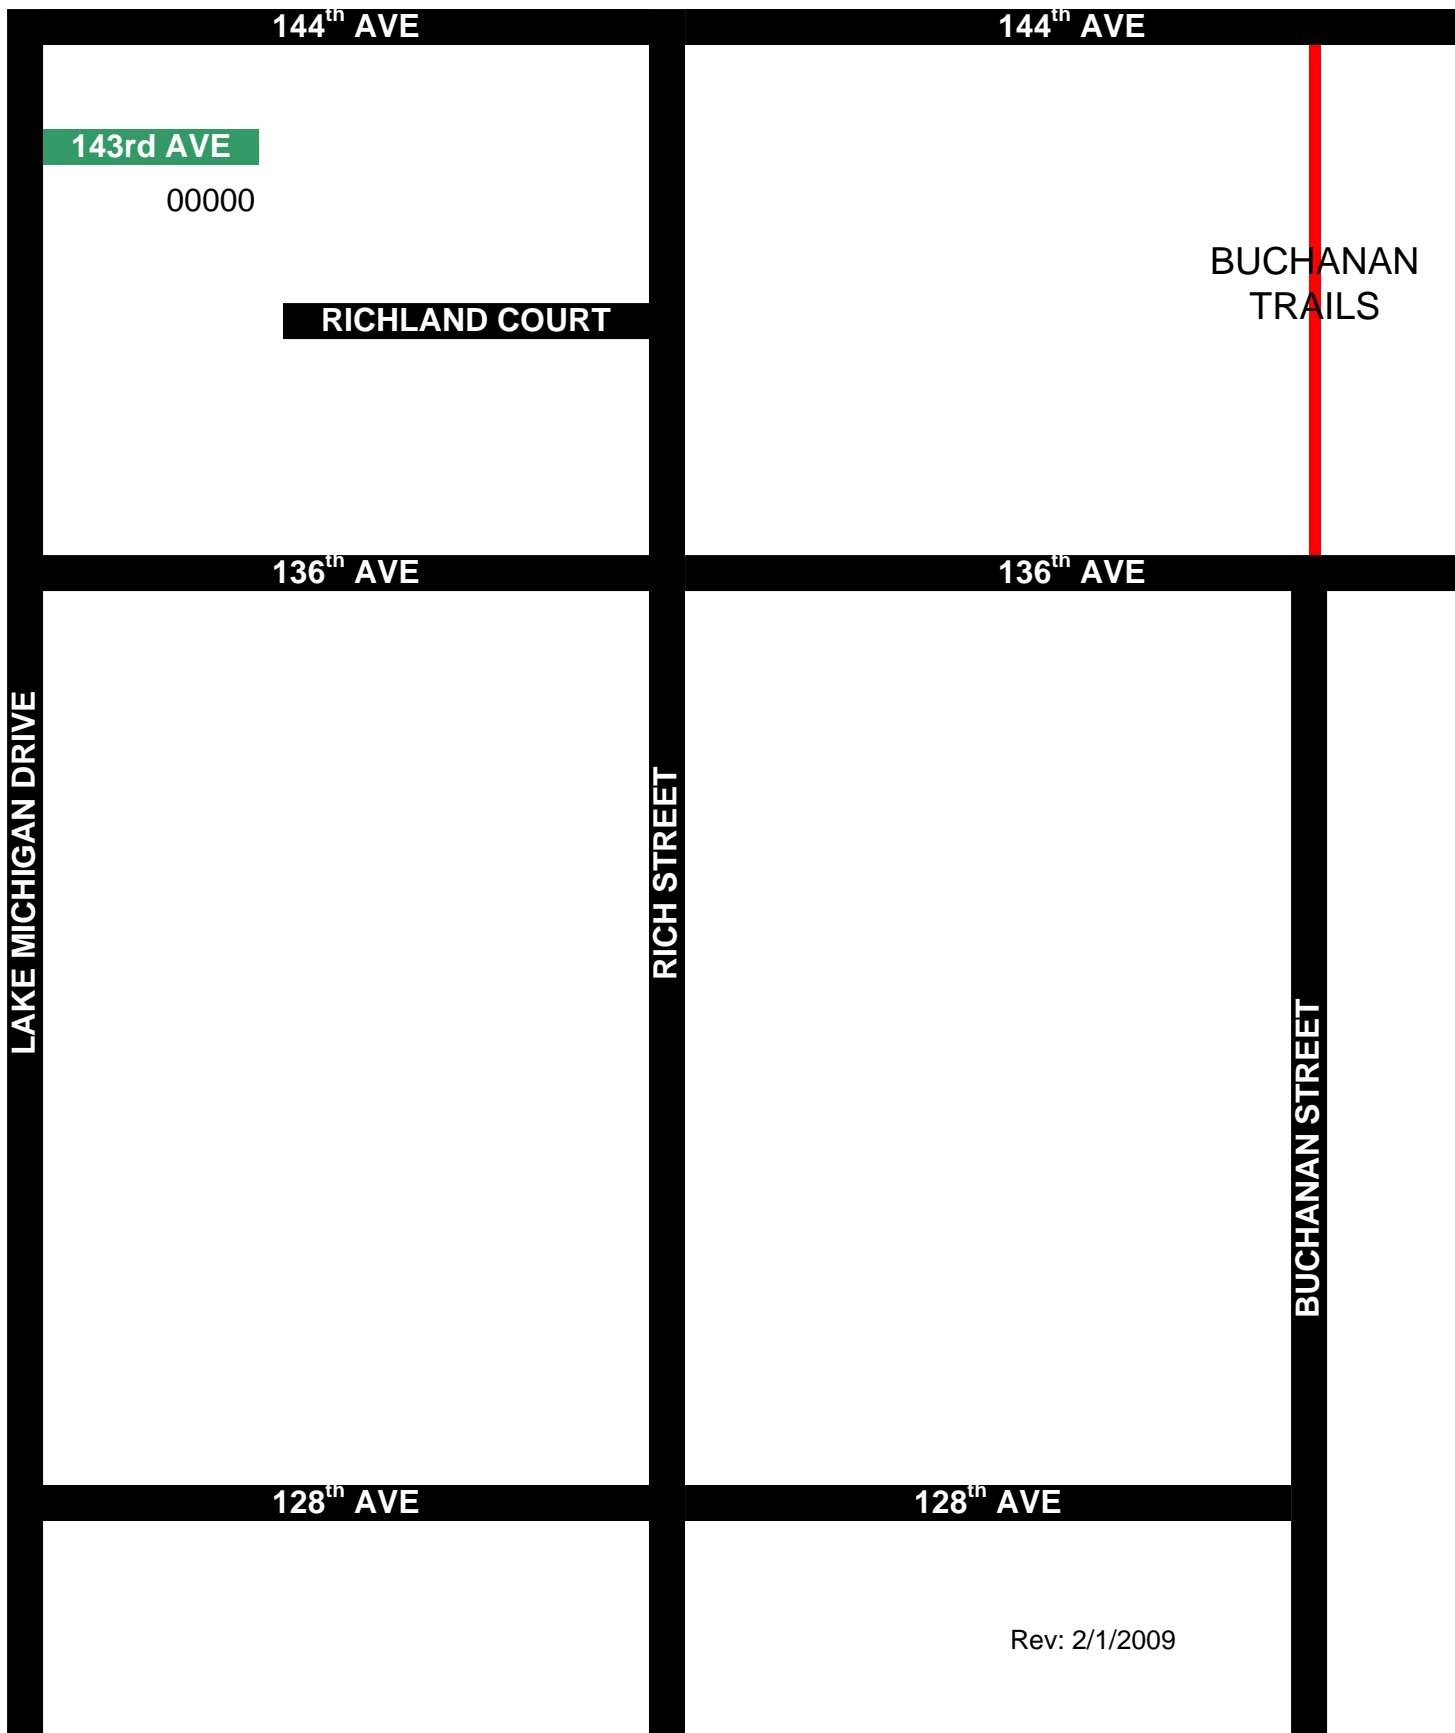 144th AVE
144th AVE
143rd AVE
00000
BUCHANAN
TRAILS
RICHLAND COURT
136th AVE
136th AVE
LAKE MICHIGAN DRIVE
RICH STREET
BUCHANAN STREET
128th AVE
128th AVE
Rev: 2/1/2009